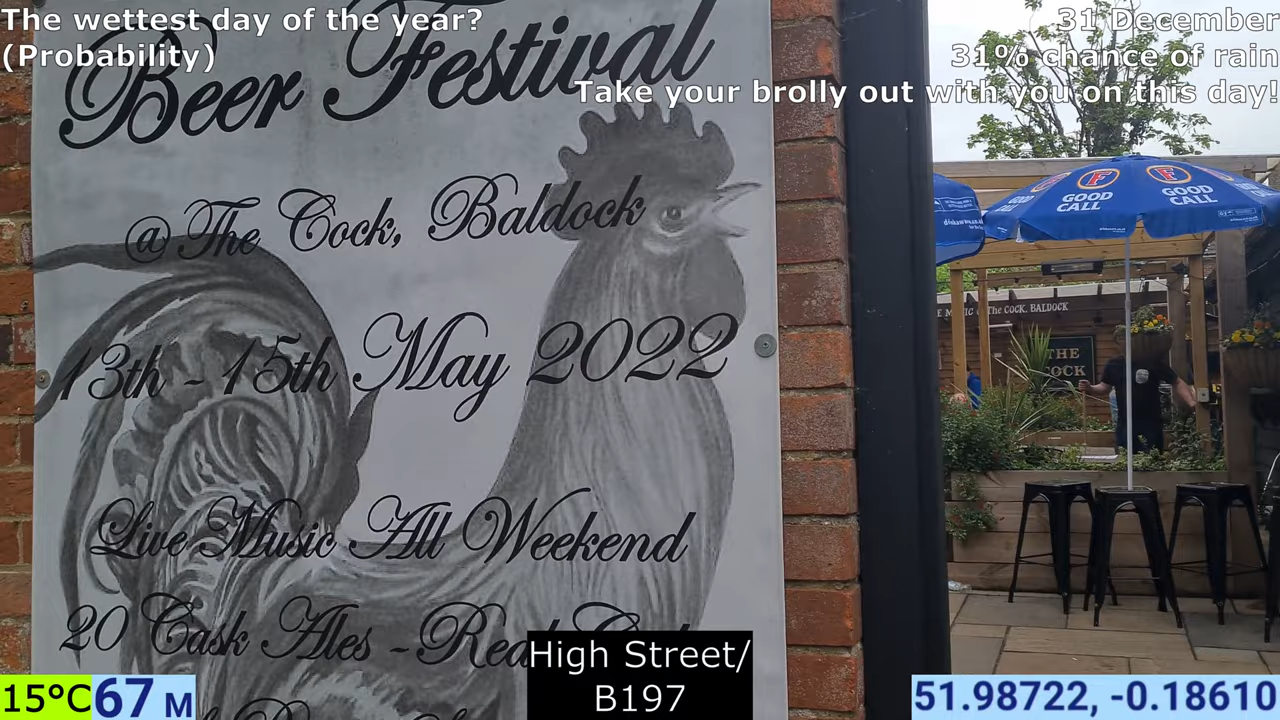 The wettest day of the year?
(Probability)
31 December
31% chance of rain
Take your brolly out with you on this day!
Beer Festival
@ The Cock, Baldock
13th - 15th May 2022
Live Music All Weekend
20 Cask Ales - Real
GOOD
CALL
GOOD
CALL
The COCK, BALDOCK
THE
COCK
High Street/
B197
15°C
67 M
51.98722, -0.18610